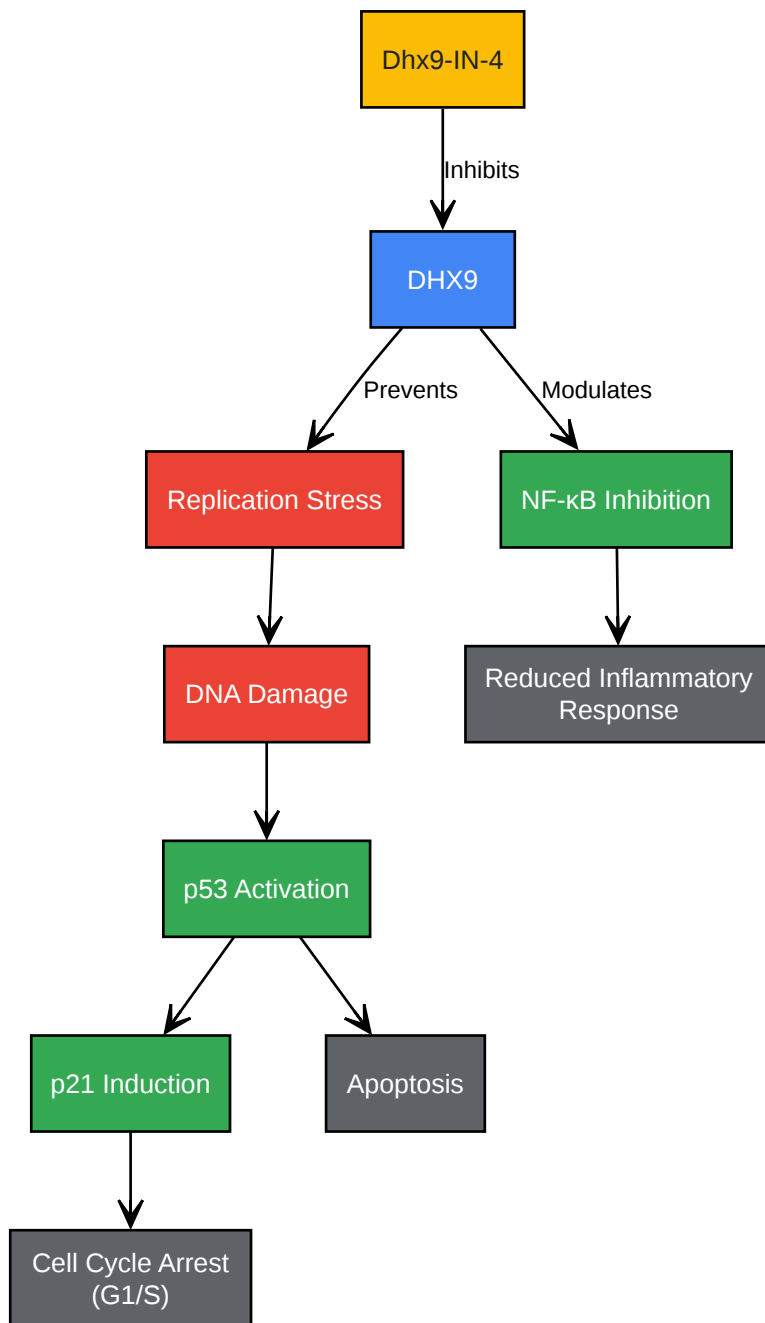 Dhx9-IN-4
Inhibits
DHX9
Prevents
Modulates
Replication Stress
NF-κB Inhibition
DNA Damage
Reduced Inflammatory
Response
p53 Activation
p21 Induction
Apoptosis
Cell Cycle Arrest
(G1/S)